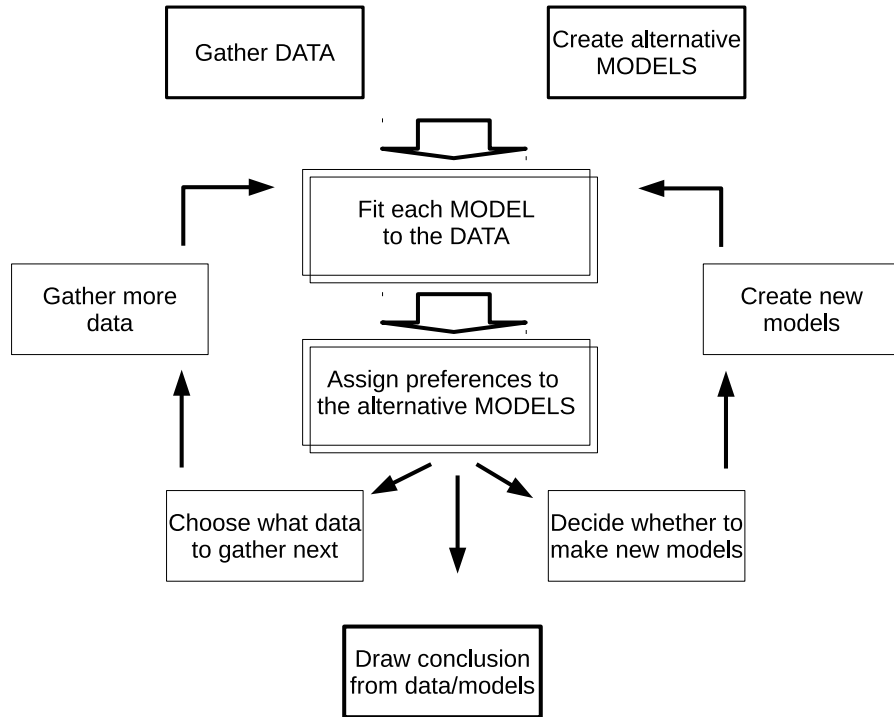 Gather DATA
Create alternative
MODELS
Fit each MODEL
to the DATA
Gather more
data
Create new
models
Assign preferences to
the alternative MODELS
Choose what data
to gather next
Decide whether to
make new models
Draw conclusion
from data/models